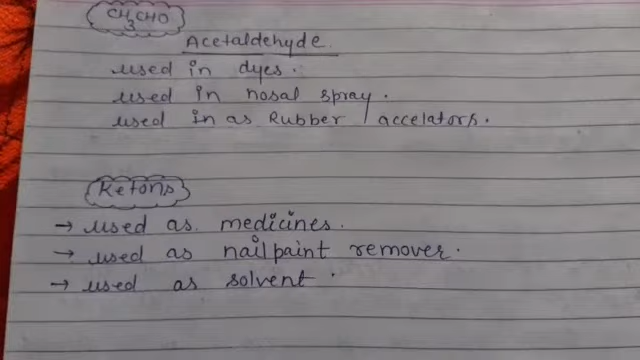 CH3CHO
Acetaldehyde
used in dyes.
used in nosal spray.
used in as Rubber accelators.
Ketons
→ used as medicines.
→ used as nailpaint remover.
→ used as solvent.